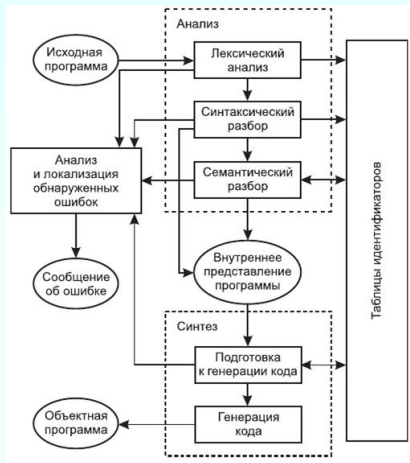 Анализ
Исходная
программа
Лексический
анализ
Синтаксический
разбор
Анализ
и локализация
обнаруженных
ошибок
Семантический
разбор
Сообщение
об ошибке
Внутреннее
представление
программы
Синтез
Подготовка
к генерации кода
Объектная
программа
Генерация
кода
Таблицы идентификаторов